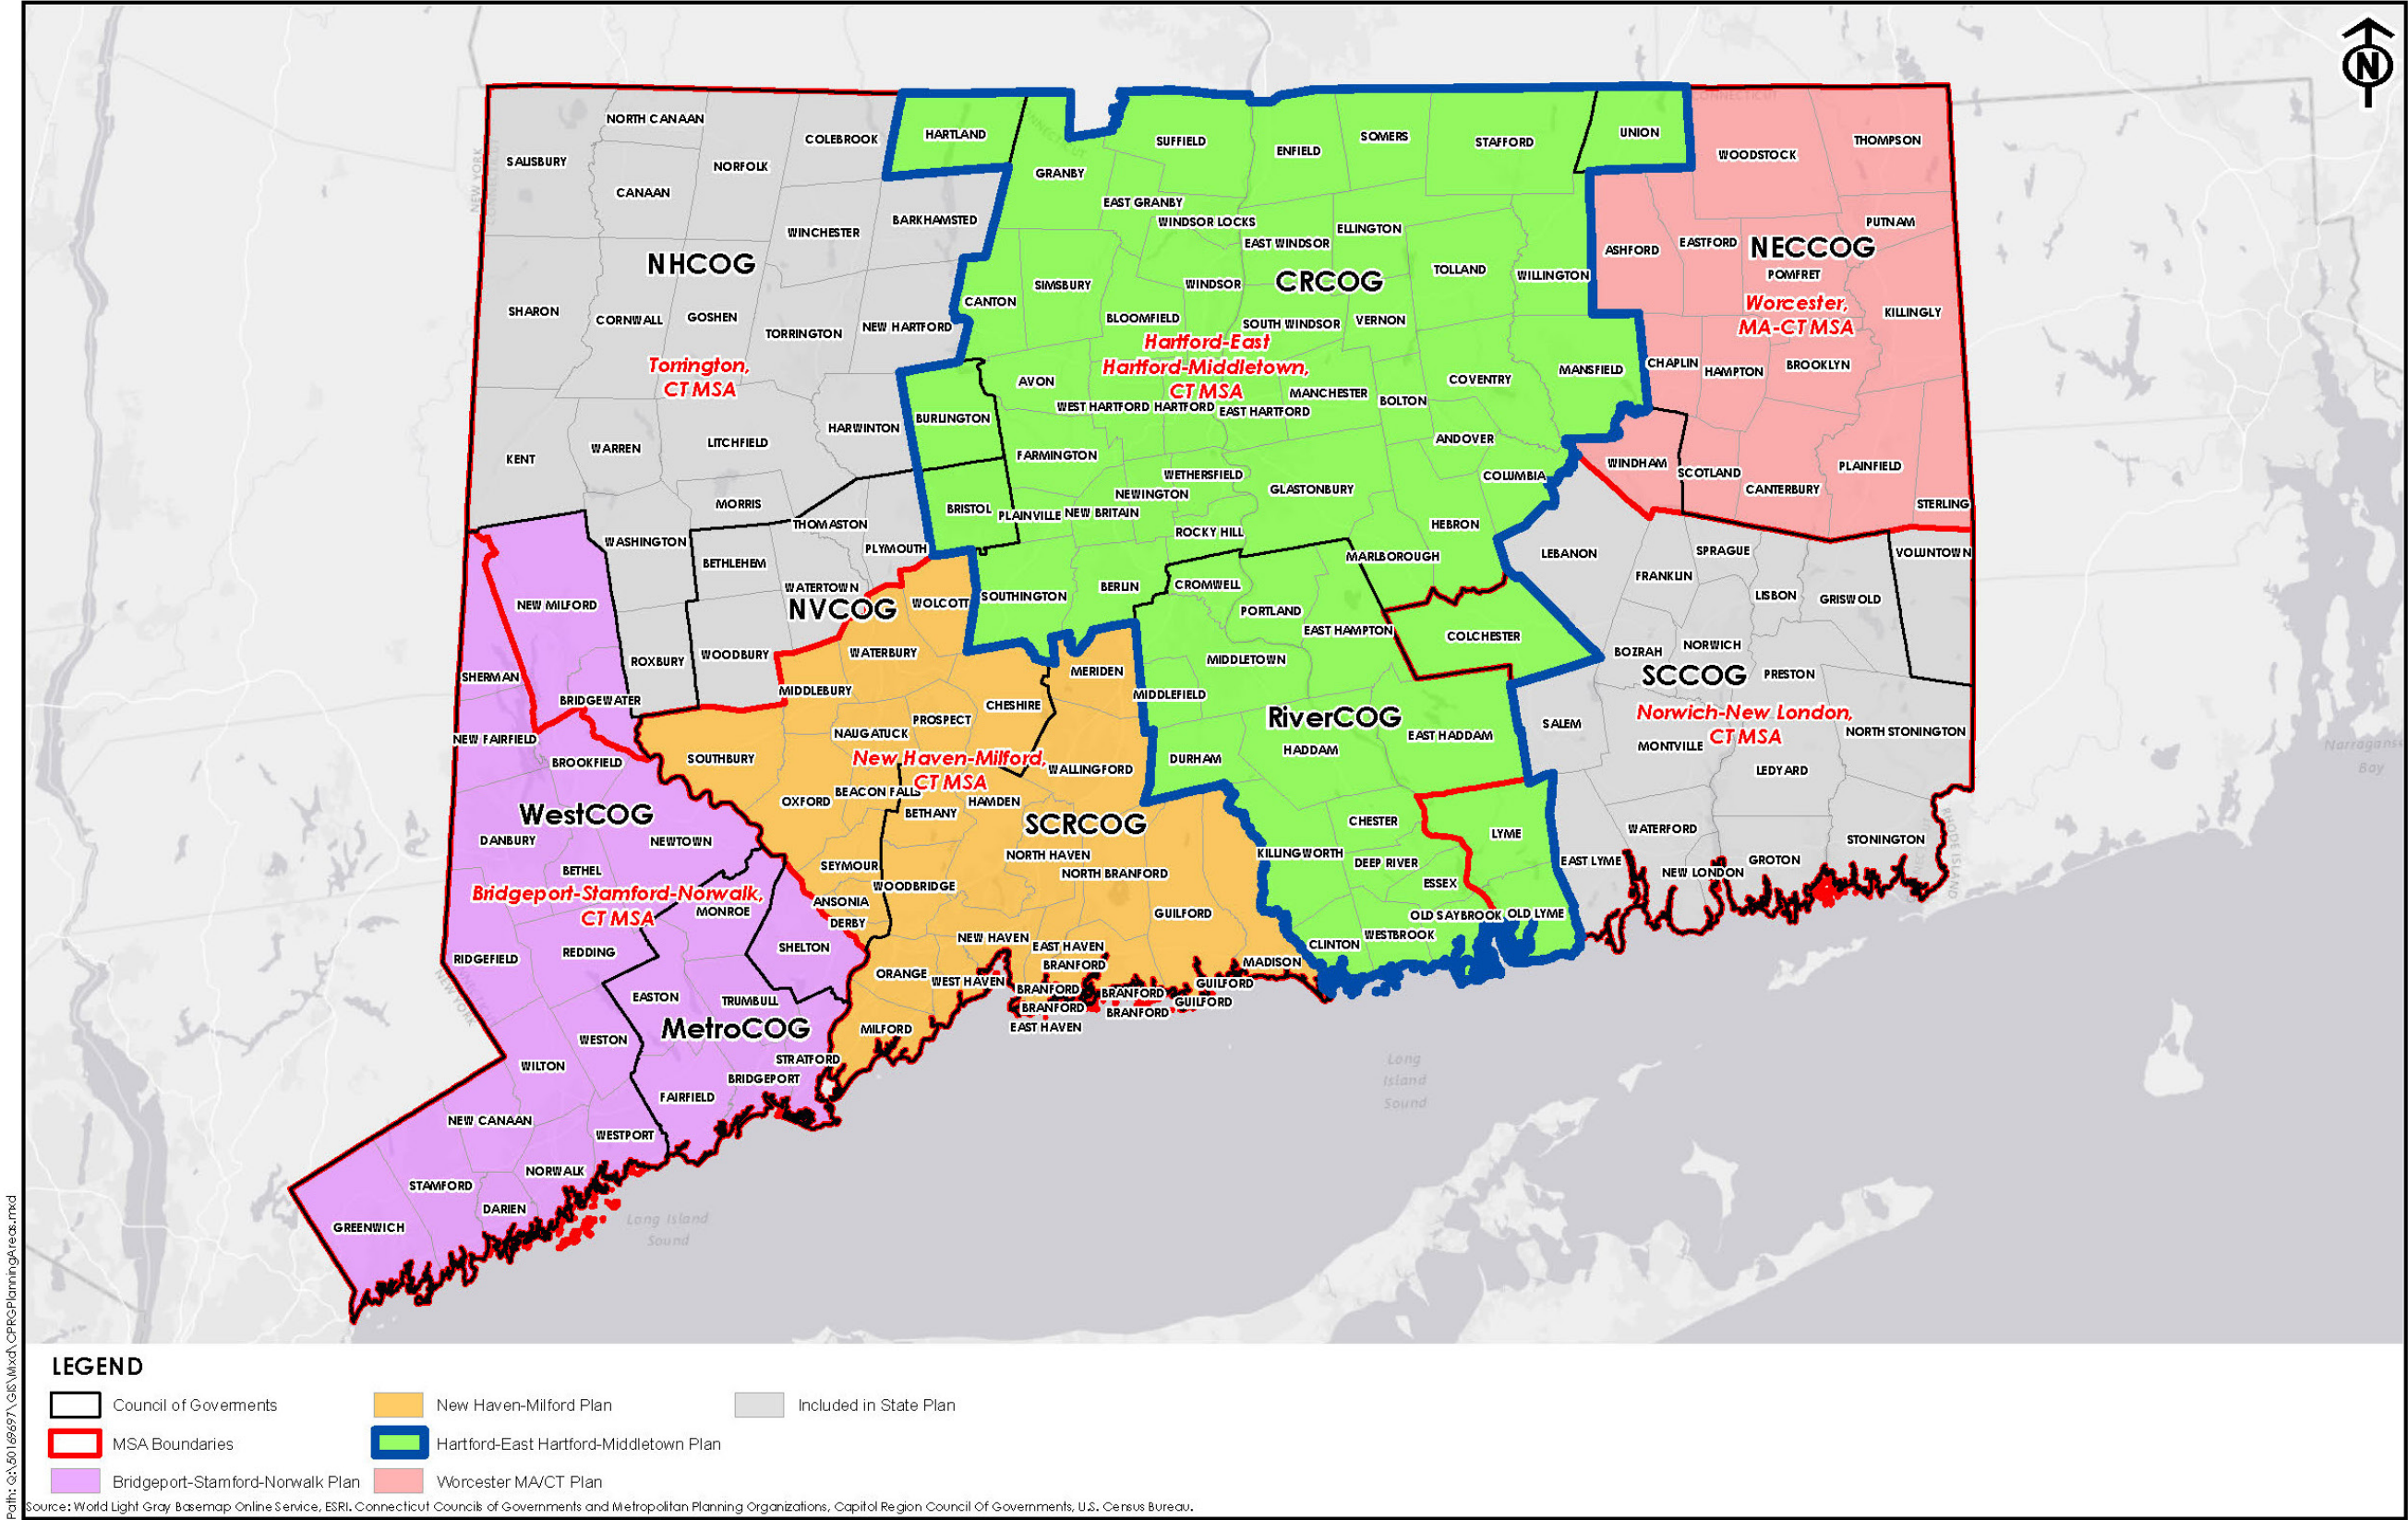 N
CONNECTICUT
NORTH CANAAN
COLEBROOK
HARTLAND
SUFFIELD
ENFIELD
SOMERS
STAFFORD
UNION
WOODSTOCK
THOMPSON
SALISBURY
NORFOLK
CANAAN
GRANBY
EAST GRANBY
WINDSOR LOCKS
EAST WINDSOR
ELLINGTON
BARKHAMSTED
WINCHESTER
PUTNAM
ASHFORD
EASTFORD
NECCOG
POMFRET
Worcester,
MA-CT MSA
KILLINGLY
NHCOG
CRCOG
TOLLAND
WILLINGTON
SIMSBURY
WINDSOR
CANTON
SHARON
CORNWALL
GOSHEN
TORRINGTON
NEW HARTFORD
BLOOMFIELD
SOUTH WINDSOR
VERNON
Hartford-East
Hartford-Middletown,
CT MSA
Torrington,
CT MSA
AVON
MANCHESTER
COVENTRY
MANSFIELD
CHAPLIN
HAMPTON
BROOKLYN
WEST HARTFORD
HARTFORD
EAST HARTFORD
BOLTON
BURLINGTON
HARWINTON
LITCHFIELD
WARREN
KENT
FARMINGTON
ANDOVER
COLUMBIA
WINDHAM
SCOTLAND
CANTERBURY
PLAINFIELD
STERLING
WETHERSFIELD
NEWINGTON
GLASTONBURY
MORRIS
BRISTOL
PLAINVILLE
NEW BRITAIN
ROCKY HILL
HEBRON
THOMASTON
WASHINGTON
PLYMOUTH
MARLBOROUGH
LEBANON
SPRAGUE
VOLUNTOWN
BETHLEHEM
WATERTOWN
NVCOG
WOLCOTT
SOUTHINGTON
BERLIN
CROMWELL
FRANKLIN
LISBON
GRISWOLD
NEW MILFORD
PORTLAND
EAST HAMPTON
COLCHESTER
BOZRAH
NORWICH
SCCOG
PRESTON
ROXBURY
WOODBURY
WATERBURY
MERIDEN
MIDDLETOWN
SHERMAN
BRIDGEWATER
MIDDLEBURY
CHESHIRE
MIDDLEFIELD
PROSPECT
NAUGATUCK
RiverCOG
HADDAM
EAST HADDAM
SALEM
Norwich-New London,
CT MSA
MONTVILLE
NORTH STONINGTON
NEW FAIRFIELD
BROOKFIELD
SOUTHBURY
New Haven-Milford,
CT MSA
WALLINGFORD
DURHAM
LEDYARD
OXFORD
BEACON FALLS
HAMDEN
BETHANY
WestCOG
SCRCOG
CHESTER
LYME
WATERFORD
STONINGTON
DANBURY
NEWTOWN
SEYMOUR
NORTH HAVEN
KILLINGWORTH
DEEP RIVER
EAST LYME
GROTON
NEW LONDON
BETHEL
Bridgeport-Stamford-Norwalk,
CT MSA
MONROE
WOODBRIDGE
NORTH BRANFORD
ESSEX
ANSONIA
DERBY
GUILFORD
OLD SAYBROOK
OLD LYME
WESTBROOK
CLINTON
RIDGEFIELD
REDDING
SHELTON
NEW HAVEN
EAST HAVEN
BRANFORD
MADISON
ORANGE
WEST HAVEN
BRANFORD
BRANFORD
GUILFORD
GUILFORD
BRANFORD
BRANFORD
EAST HAVEN
EASTON
TRUMBULL
MetroCOG
MILFORD
WESTON
STRATFORD
WILTON
BRIDGEPORT
FAIRFIELD
NEW CANAAN
WESTPORT
NORWALK
STAMFORD
DARIEN
GREENWICH
NEW YORK
NEW YORK
RHODE ISLAND
Narragansett
Bay
Long
Island
Sound
Long Island
Sound
LEGEND
Council of Goverments
MSA Boundaries
Bridgeport-Stamford-Norwalk Plan
New Haven-Milford Plan
Hartford-East Hartford-Middletown Plan
Worcester MA/CT Plan
Included in State Plan
Source: World Light Gray Basemap Online Service, ESRI. Connecticut Councils of Governments and Metropolitan Planning Organizations, Capitol Region Council Of Governments, U.S. Census Bureau.
Path: Q:\50169697\GIS\Mxd\CPRGPlanningAreas.mxd